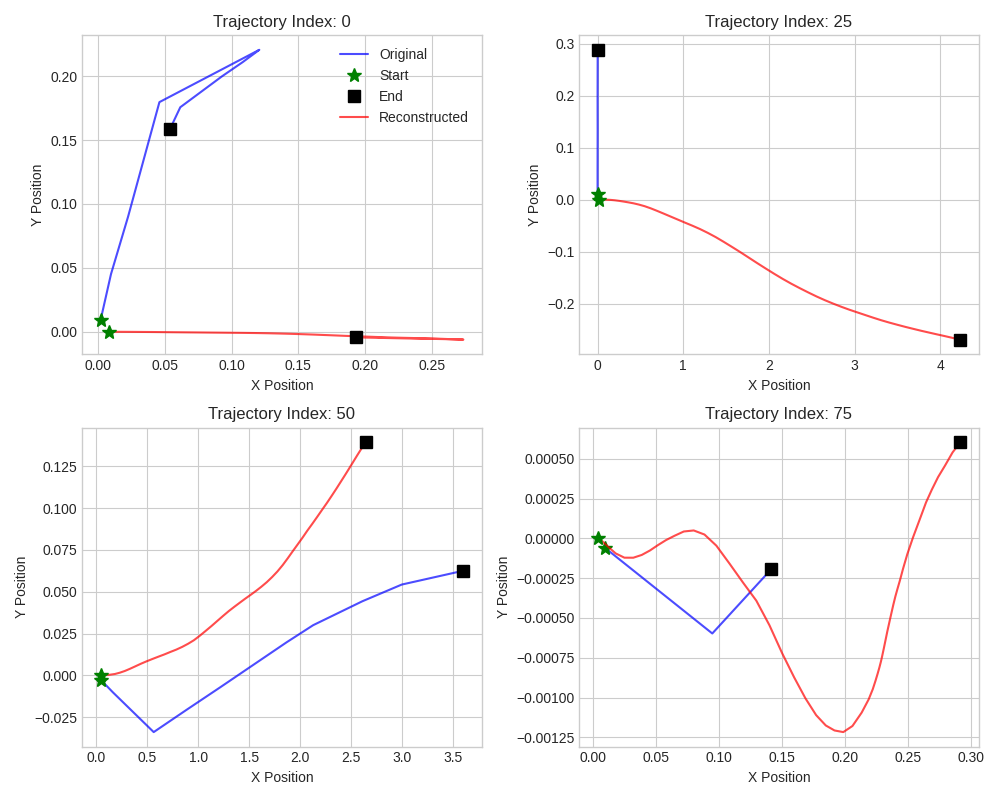 Trajectory Index: 0
Original
Start
End
Reconstructed
0.20
0.15
0.10
0.05
0.00
Y Position
0.00 0.05 0.10 0.15 0.20 0.25
X Position
Trajectory Index: 25
0.3
0.2
0.1
0.0
−0.1
−0.2
Y Position
0 1 2 3 4
X Position
Trajectory Index: 50
0.125
0.100
0.075
0.050
0.025
0.000
−0.025
Y Position
0.0 0.5 1.0 1.5 2.0 2.5 3.0 3.5
X Position
Trajectory Index: 75
0.00050
0.00025
0.00000
−0.00025
−0.00050
−0.00075
−0.00100
−0.00125
Y Position
0.00 0.05 0.10 0.15 0.20 0.25 0.30
X Position